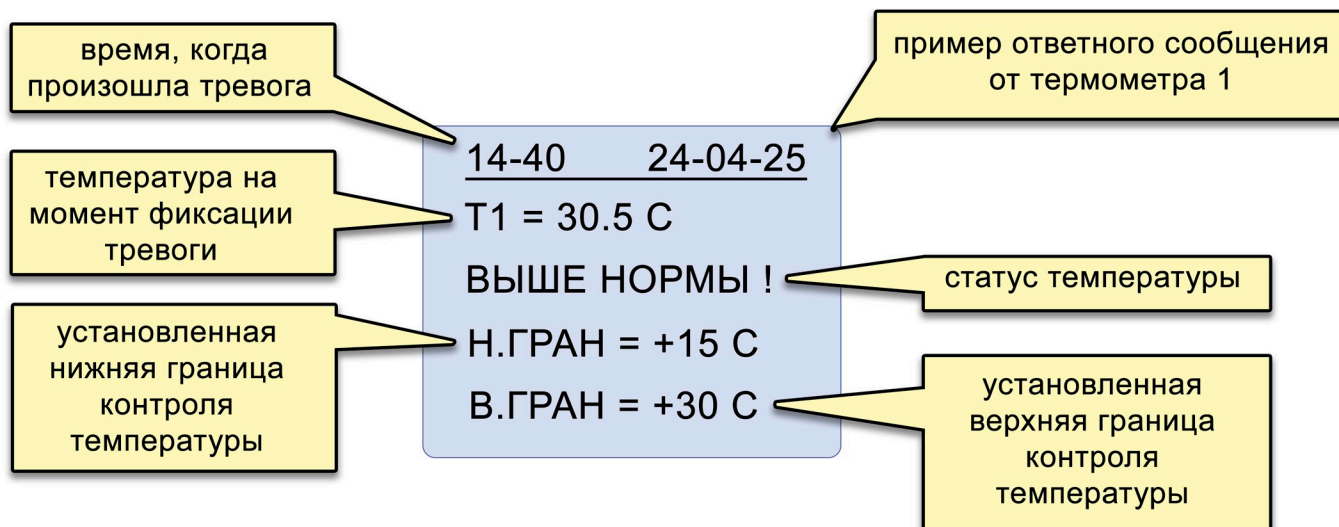 время, когда
произошла тревога
пример ответного сообщения
от термометра 1
14-40 24-04-25
температура на
момент фиксации
тревоги
T1 = 30.5 C
ВЫШЕ НОРМЫ !
статус температуры
установленная
нижняя граница
контроля
температуры
Н.ГРАН = +15 C
В.ГРАН = +30 C
установленная
верхняя граница
контроля
температуры